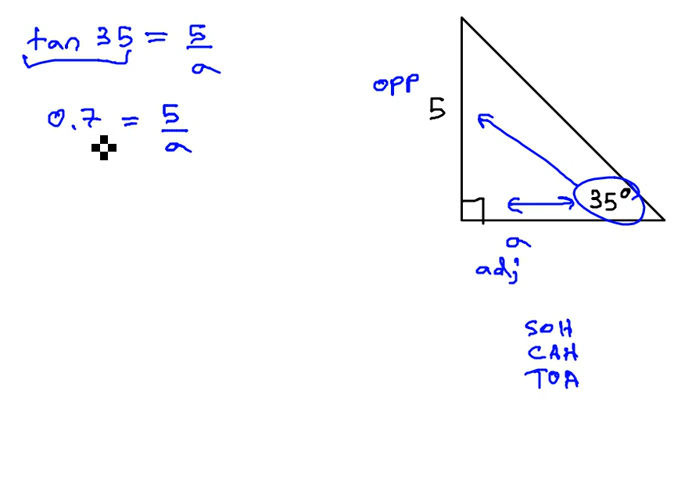 tan 35 = 5/a
0.7 = 5/a
opp
5
35°
a
adj
SOH
CAH
TOA